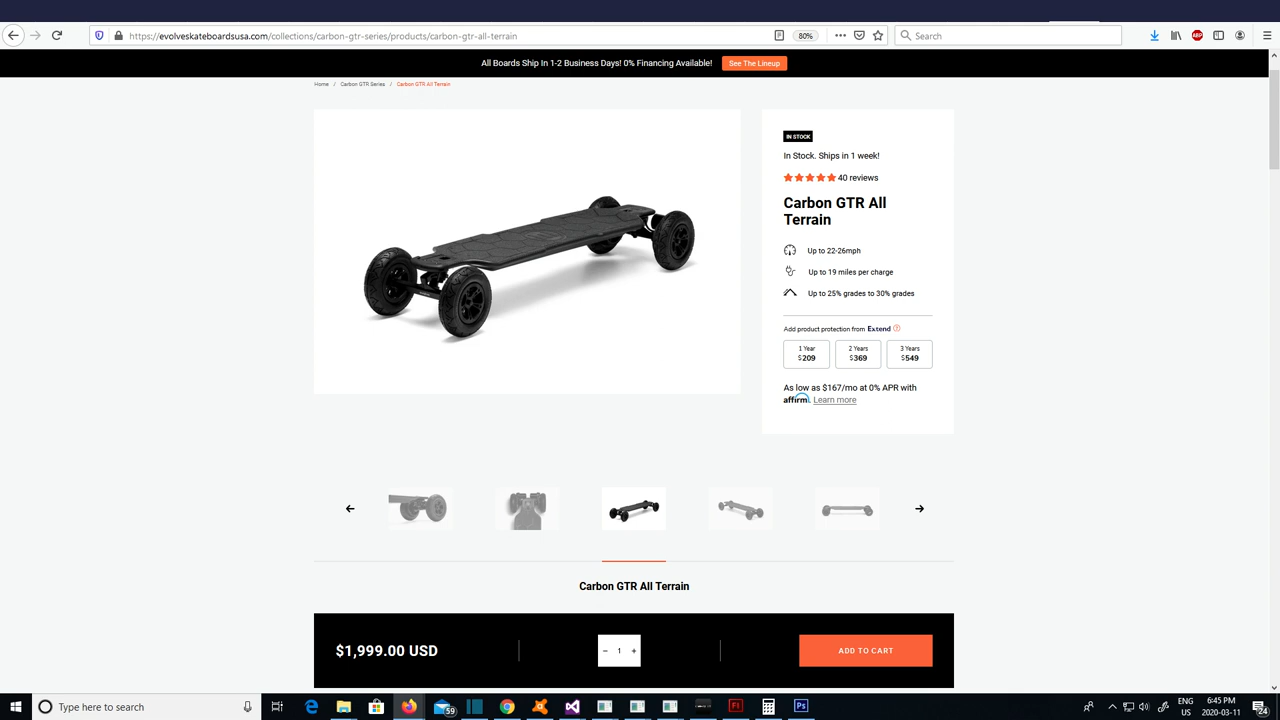 https://evolveskateboardsusa.com/collections/carbon-gtr-series/products/carbon-gtr-all-terrain
80%
Search
ABP
All Boards Ship In 1-2 Business Days! 0% Financing Available!
See The Lineup
Home / Carbon GTR Series / Carbon GTR All Terrain
IN STOCK
In Stock. Ships in 1 week!
40 reviews
Carbon GTR All
Terrain
Up to 22-26mph
Up to 19 miles per charge
Up to 25% grades to 30% grades
Add product protection from Extend ?
1 Year
$209
2 Years
$369
3 Years
$549
As low as $167/mo at 0% APR with
affirm. Learn more
Carbon GTR All Terrain
$1,999.00 USD
− 1 +
ADD TO CART
Type here to search
59
Fl
Ps
ENG
US
6:45 PM
2020-03-11
24